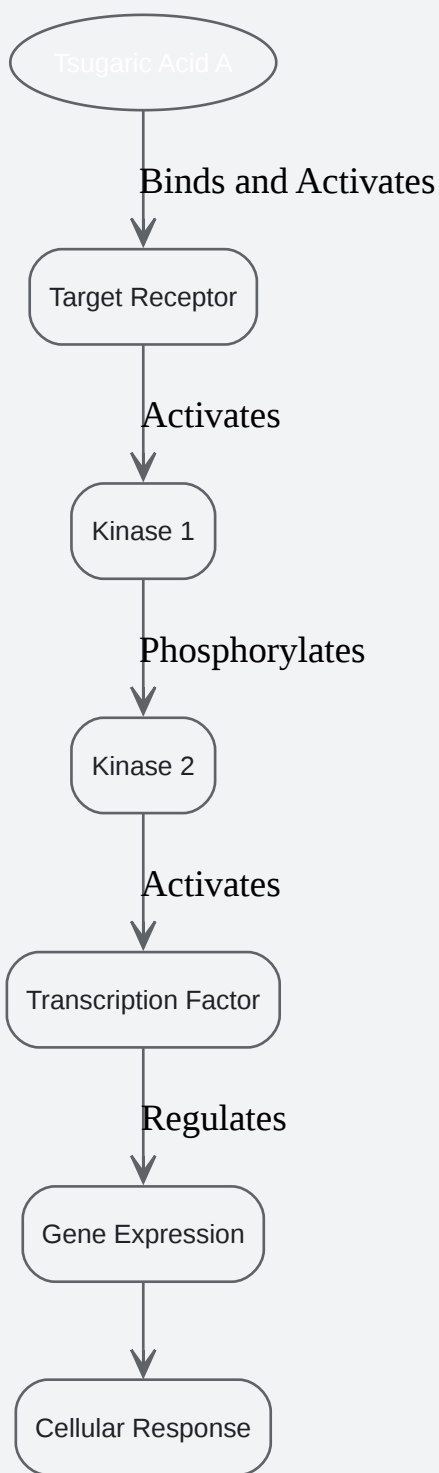 Tsugaric Acid A
Binds and Activates
Target Receptor
Activates
Kinase 1
Phosphorylates
Kinase 2
Activates
Transcription Factor
Regulates
Gene Expression
Cellular Response